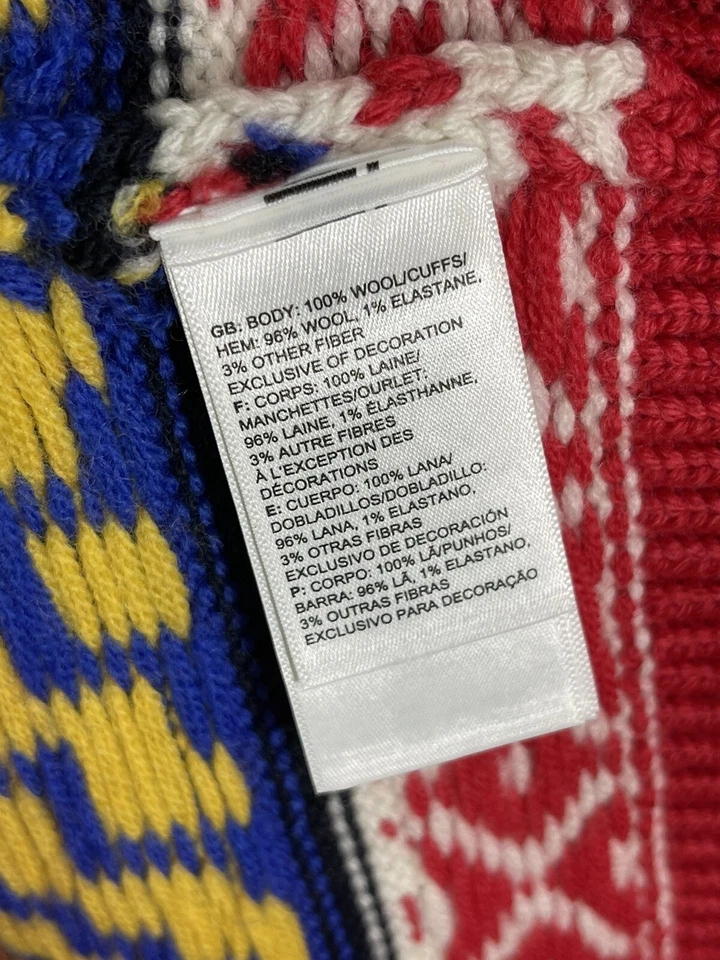 GB: BODY: 100% WOOL/CUFFS/
HEM: 96% WOOL, 1% ELASTANE,
3% OTHER FIBER
EXCLUSIVE OF DECORATION
F: CORPS: 100% LAINE/
MANCHETTES/OURLET:
96% LAINE, 1% ÉLASTHANNE,
3% AUTRE FIBRES
À L'EXCEPTION DES
DÉCORATIONS
E: CUERPO: 100% LANA/
DOBLADILLOS/DOBLADILLO:
96% LANA, 1% ELASTANO,
3% OTRAS FIBRAS
EXCLUSIVO DE DECORACIÓN
P: CORPO: 100% LÃ/PUNHOS/
BARRA: 96% LÃ, 1% ELASTANO,
3% OUTRAS FIBRAS
EXCLUSIVO PARA DECORAÇÃO